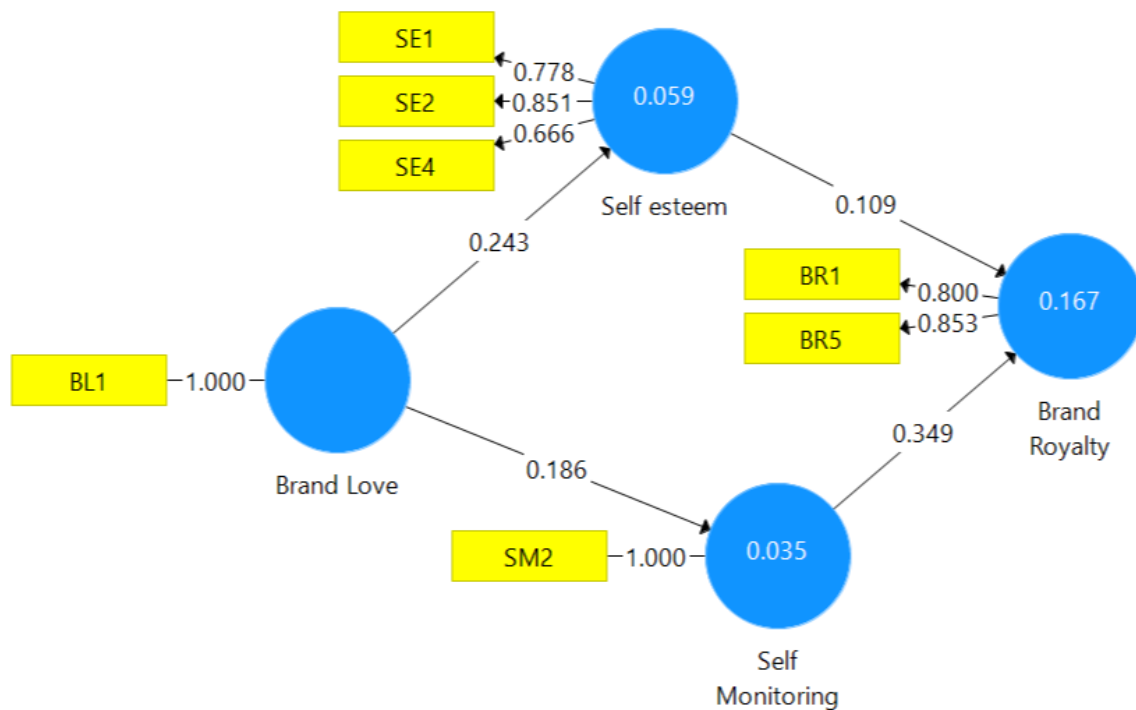 SE1
0.778
SE2
0.851
SE4
0.666
0.059
Self esteem
0.243
0.109
BR1
0.800
BR5
0.853
0.167
Brand
Royalty
BL1
1.000
Brand Love
0.186
0.349
SM2
1.000
0.035
Self
Monitoring